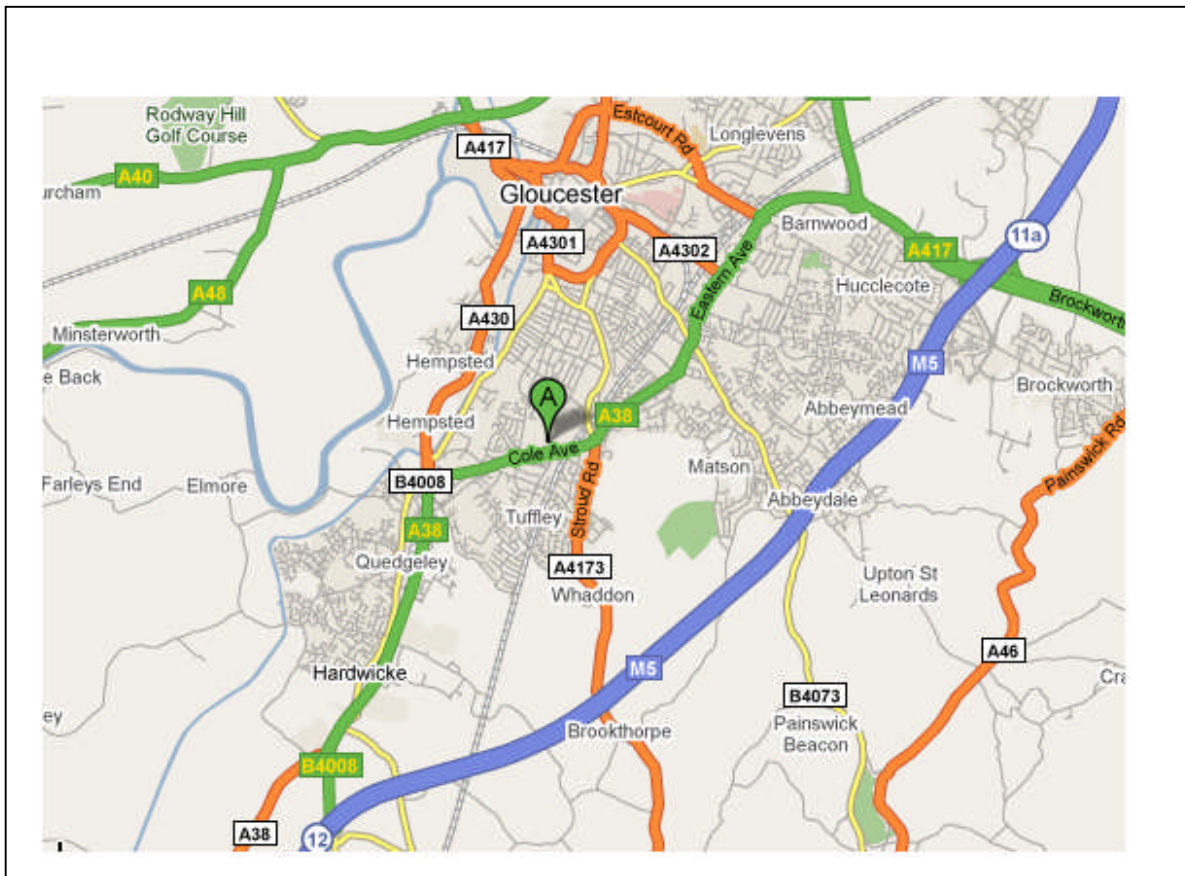 Rodway Hill
Golf Course
Estcourt Rd
Longlevens
A417
A40
Gloucester
urcham
Barnwood
11a
A4301
A4302
A417
Eastern Ave
Hucclecote
A48
Brockworth
Minsterworth
A430
Hempsted
M5
e Back
Brockworth
A
Abbeymead
Hempsted
A38
Cole Ave
Painswick Rd
Matson
B4008
Farleys End
Elmore
Abbeydale
Tuffley
Stroud Rd
A38
Quedgeley
A4173
Upton St
Leonards
Whaddon
A46
Hardwicke
M5
Cra
B4073
ey
Brookthorpe
Painswick
Beacon
B4008
A38
12